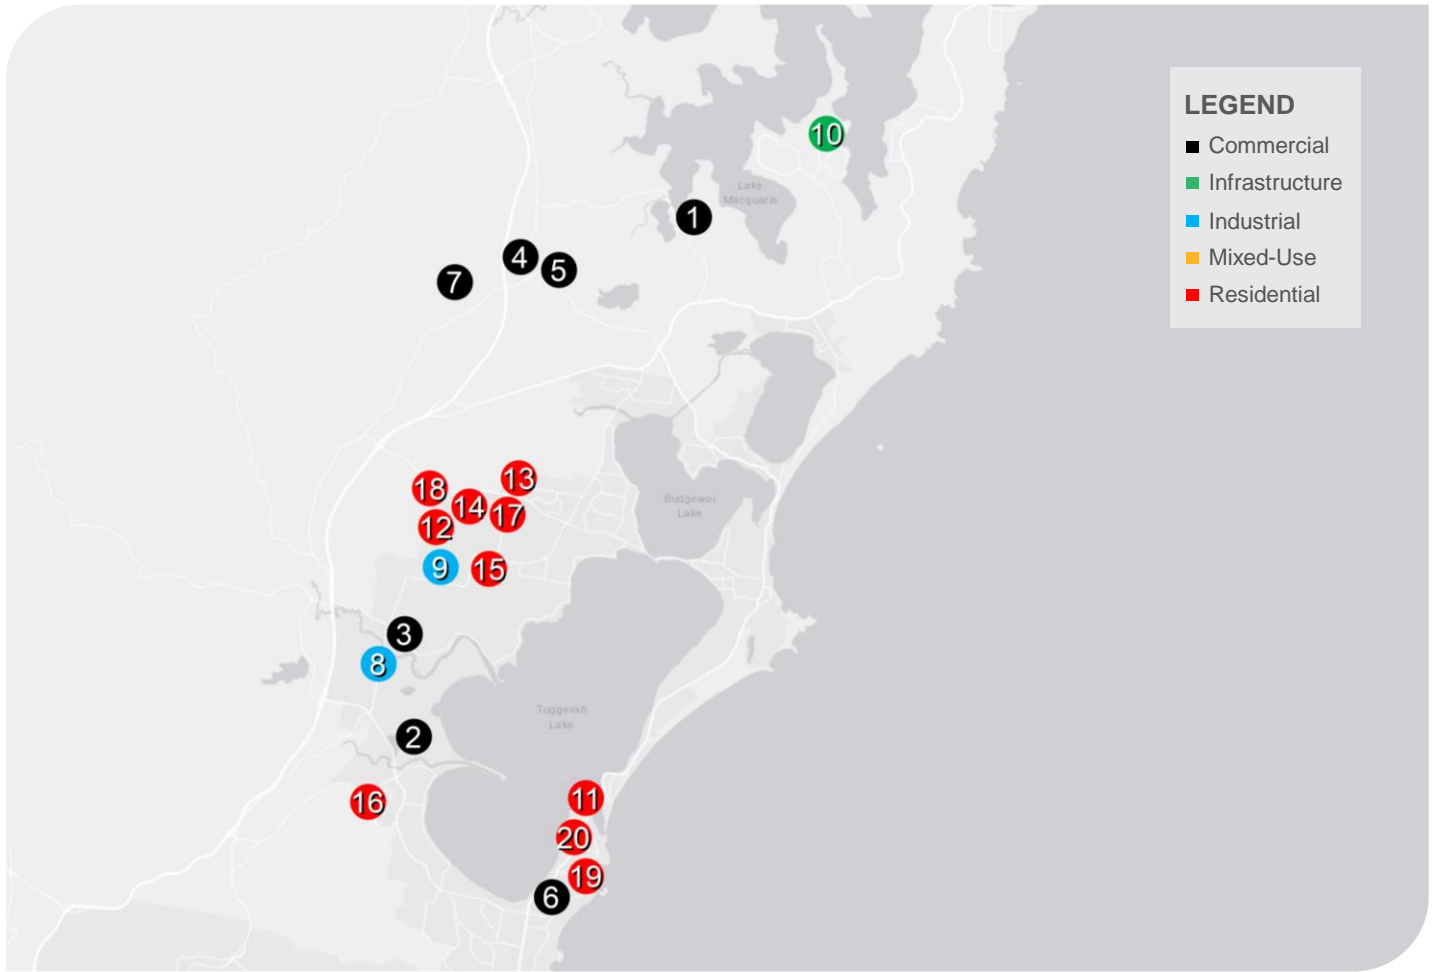 LEGEND
Commercial
Infrastructure
Industrial
Mixed-Use
Residential
10
Lake
Macquarie
1
4
5
7
13
18
14
17
12
Budgewoi
Lake
9
15
3
8
Tuggerah
Lake
2
11
16
20
19
6